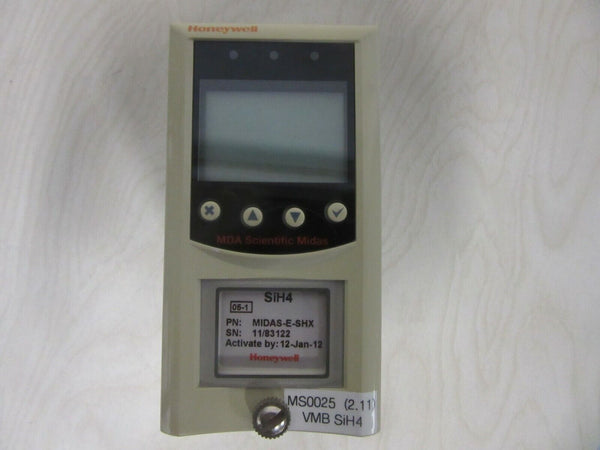 Honeywell
MDA Scientific Midas
SiH4
05-1
PN: MIDAS-E-SHX
SN: 11/83122
Activate by: 12-Jan-12
Honeywell
MS0025 (2.11)
VMB SiH4